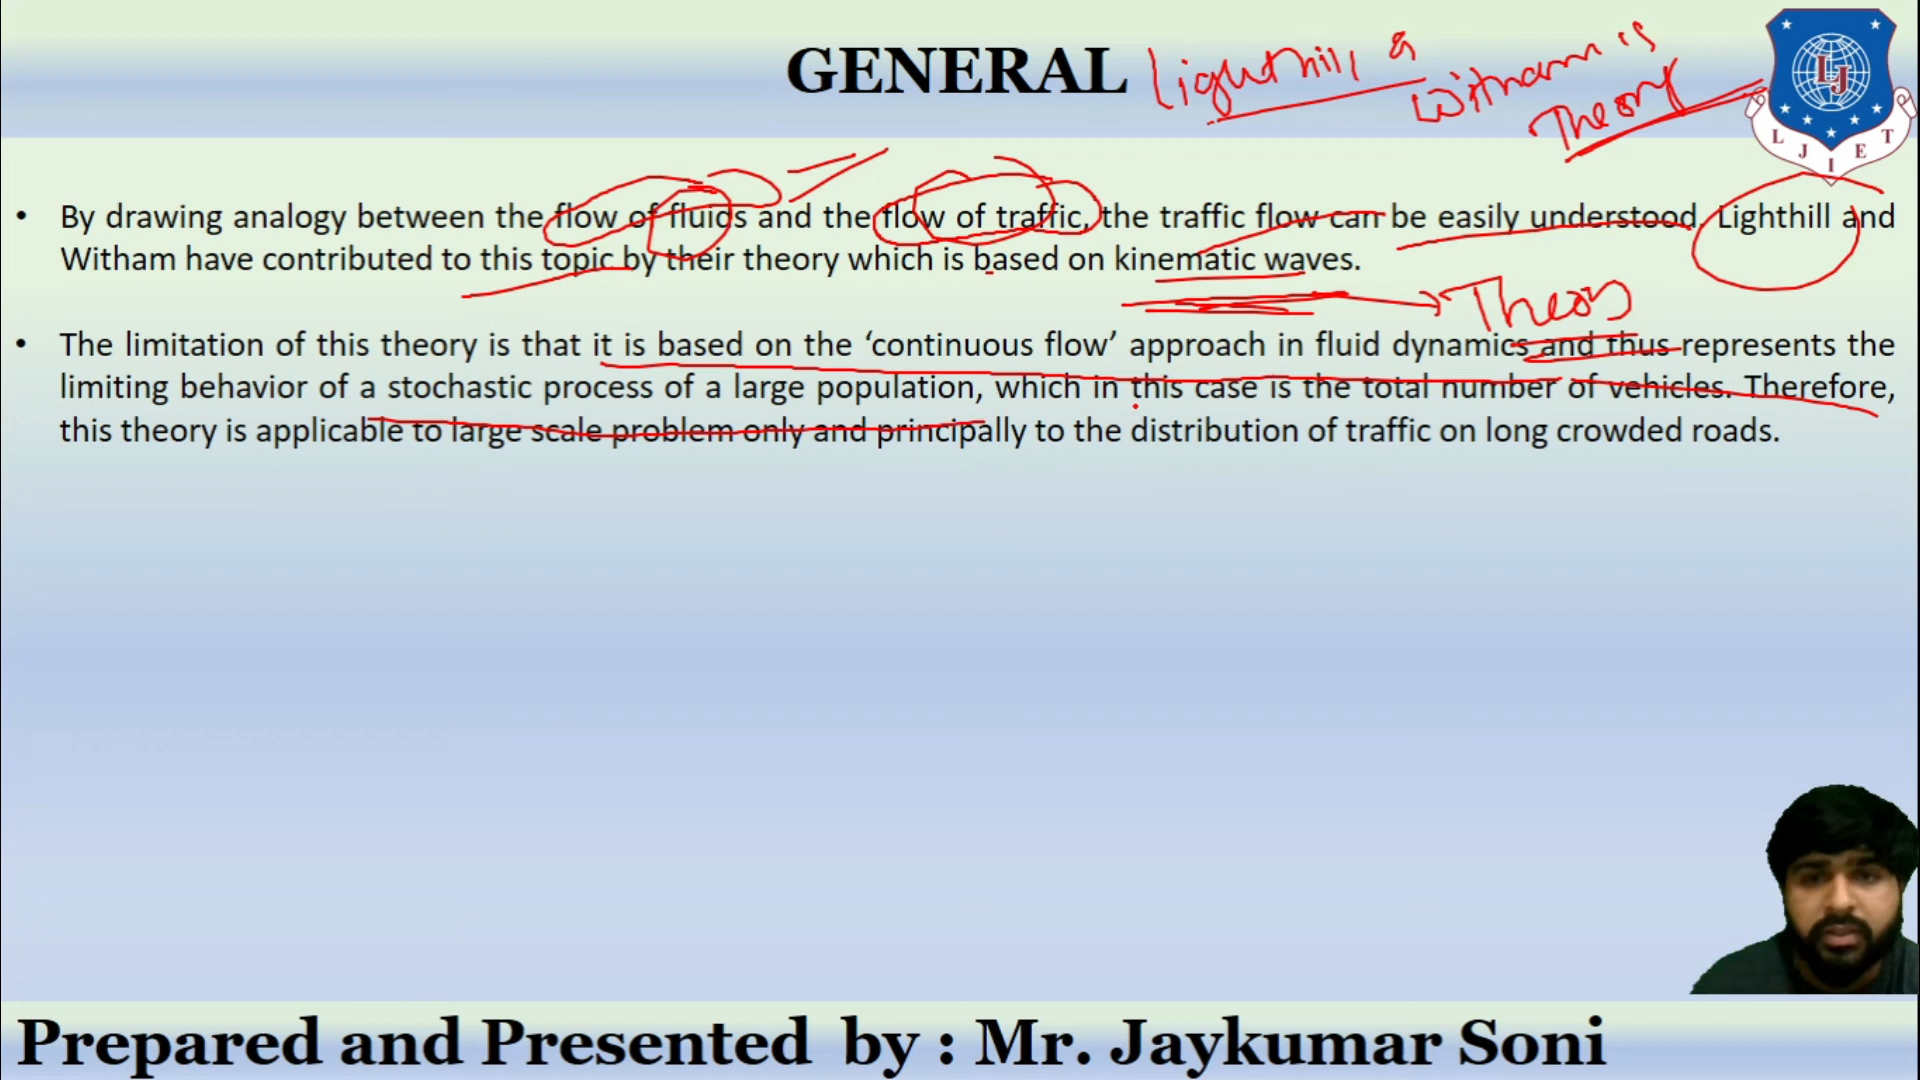 GENERAL
Lighthill &
Witham's
Theory
LJ
L J I E T
• By drawing analogy between the flow of fluids and the flow of traffic, the traffic flow can be easily understood. Lighthill and
Witham have contributed to this topic by their theory which is based on kinematic waves.
Theory
• The limitation of this theory is that it is based on the ‘continuous flow’ approach in fluid dynamics and thus represents the
limiting behavior of a stochastic process of a large population, which in this case is the total number of vehicles. Therefore,
this theory is applicable to large scale problem only and principally to the distribution of traffic on long crowded roads.
Prepared and Presented by : Mr. Jaykumar Soni